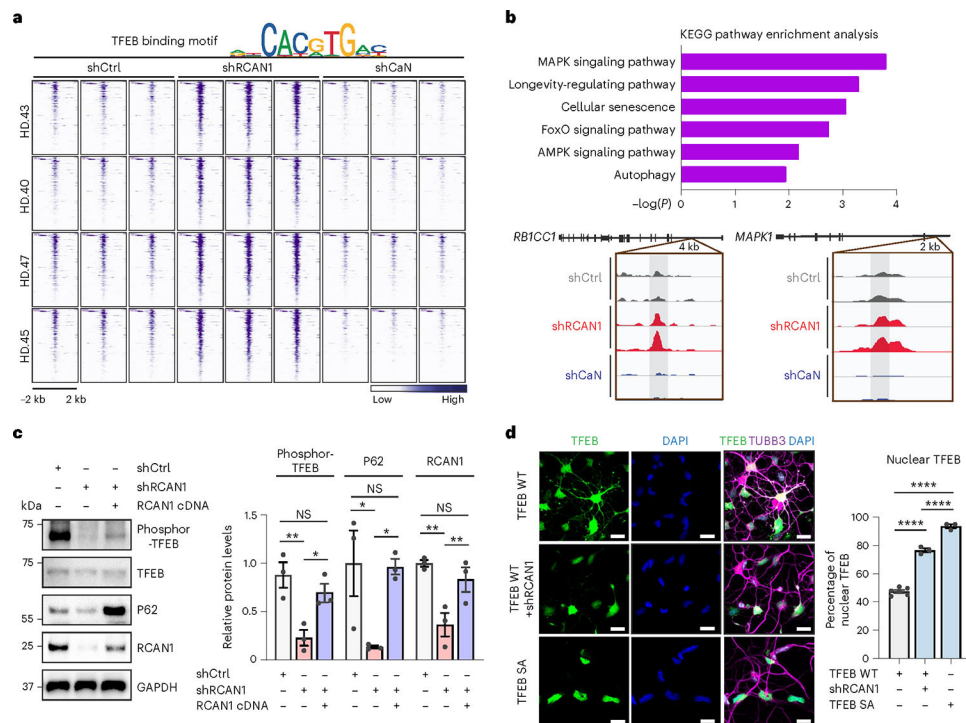 a
TFEB binding motif
CACGTGAC
shCtrl shRCAN1 shCaN
HD.43
HD.40
HD.47
HD.45
–2 kb 2 kb
Low High
b
KEGG pathway enrichment analysis
MAPK singaling pathway
Longevity-regulating pathway
Cellular senescence
FoxO signaling pathway
AMPK signaling pathway
Autophagy
0 1 2 3 4
–log(P)
RB1CC1
4 kb
shCtrl
shRCAN1
shCaN
MAPK1
2 kb
shCtrl
shRCAN1
shCaN
c
+ – – shCtrl
– + + shRCAN1
– – + RCAN1 cDNA
kDa
75 Phosphor
-TFEB
75 TFEB
55 P62
25 RCAN1
37 GAPDH
Phosphor-
TFEB
P62
RCAN1
Relative protein levels
1.5
1.0
0.5
0
NS
** *
NS
* *
NS
** **
shCtrl + – – + – – + – –
shRCAN1 – + + – + + – + +
RCAN1 cDNA – – + – – + – – +
d
TFEB DAPI TFEB TUBB3 DAPI
TFEB WT
TFEB WT
+shRCAN1
TFEB SA
Nuclear TFEB
****
****
****
Percentage of
nuclear TFEB
100
80
60
40
20
0
TFEB WT + + –
shRCAN1 – + –
TFEB SA – – +